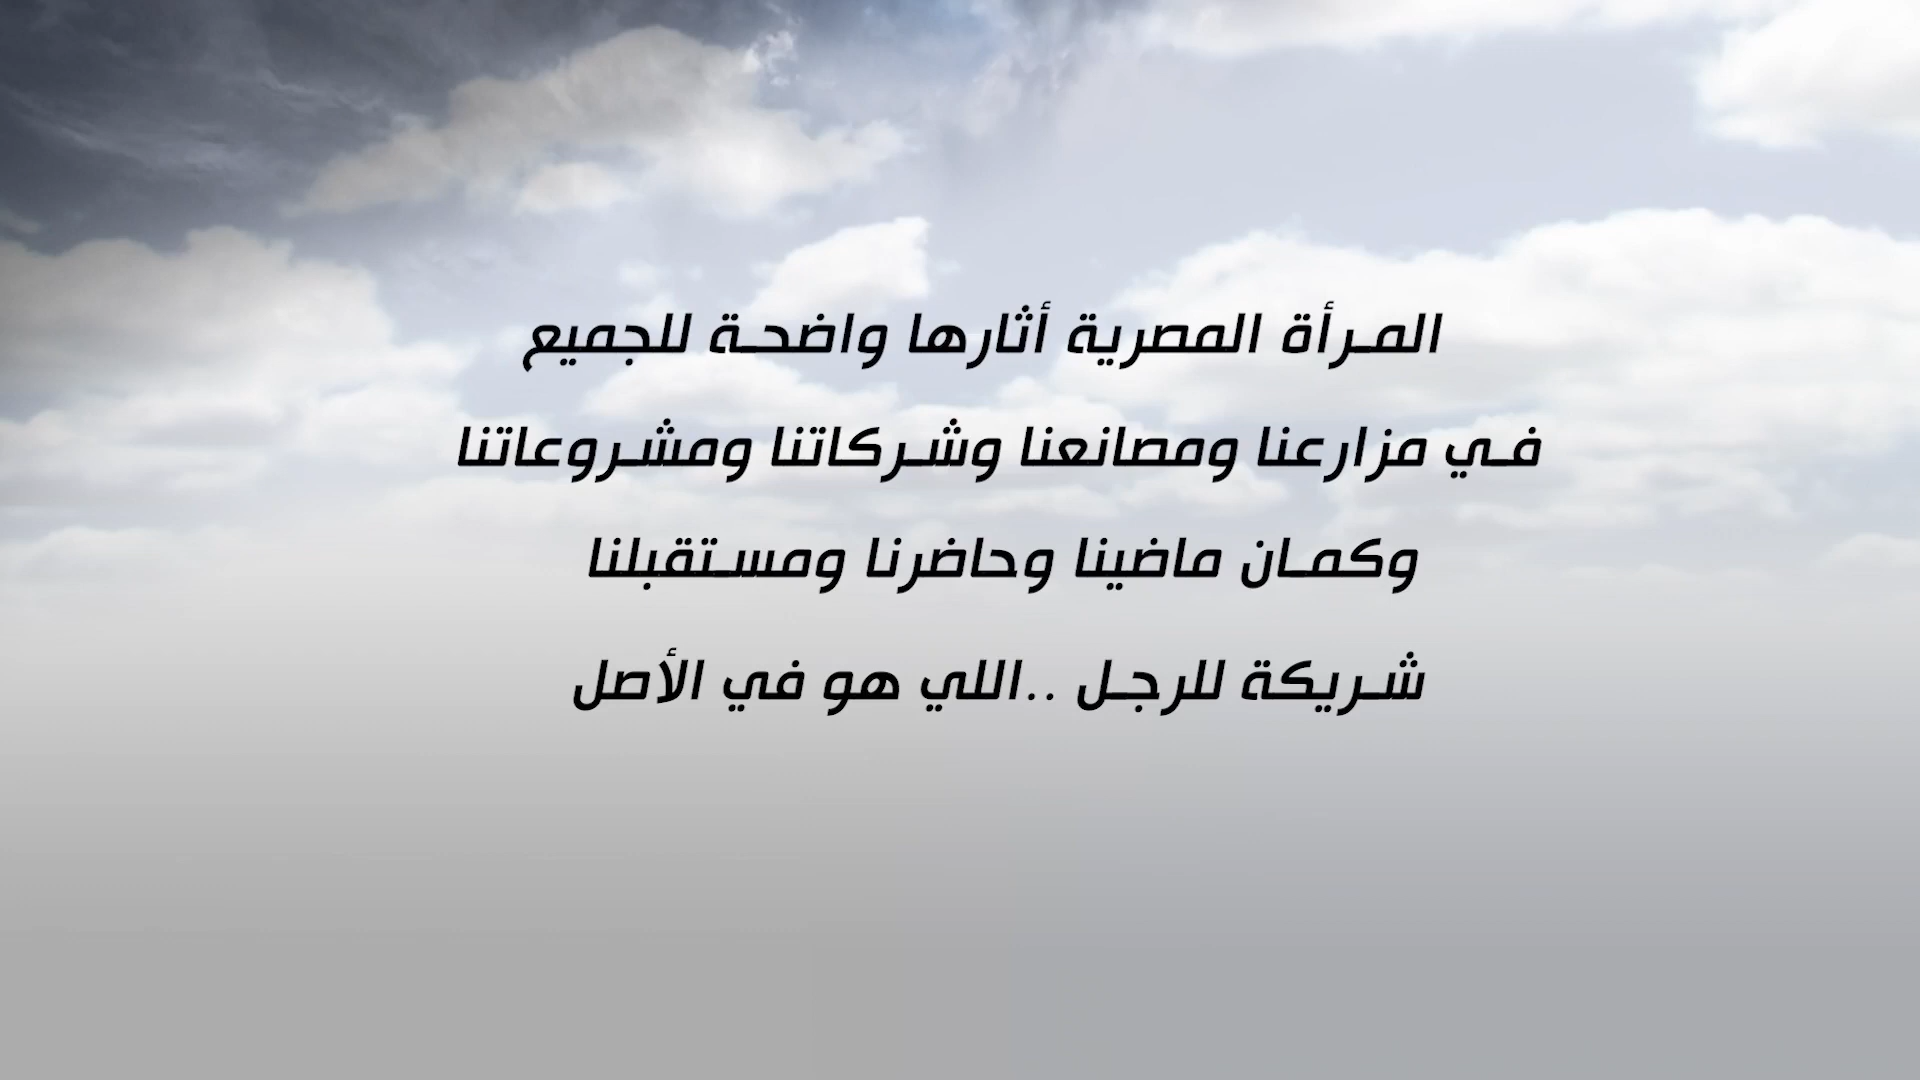 المرأة المصرية أثارها واضحة للجميع
في مزارعنا ومصانعنا وشركاتنا ومشروعاتنا
وكمان ماضينا وحاضرنا ومستقبلنا
شريكة للرجل ..اللي هو في الأصل